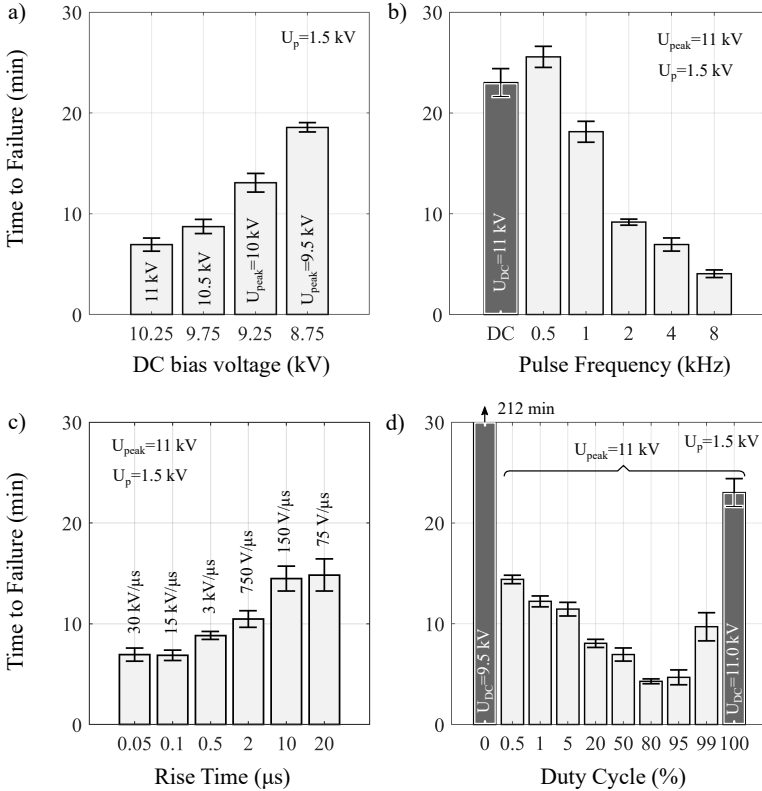 a)
Time to Failure (min)
30
20
10
0
U_p=1.5 kV
11 kV
10.5 kV
U_peak=10 kV
U_peak=9.5 kV
10.25 9.75 9.25 8.75
DC bias voltage (kV)
b)
30
20
10
0
U_peak=11 kV
U_p=1.5 kV
U_DC=11 kV
DC 0.5 1 2 4 8
Pulse Frequency (kHz)
c)
Time to Failure (min)
30
20
10
0
U_peak=11 kV
U_p=1.5 kV
30 kV/µs
15 kV/µs
3 kV/µs
750 V/µs
150 V/µs
75 V/µs
0.05 0.1 0.5 2 10 20
Rise Time (µs)
d)
212 min
30
20
10
0
U_peak=11 kV
U_p=1.5 kV
U_DC=9.5 kV
U_DC=11.0 kV
0 0.5 1 5 20 50 80 95 99 100
Duty Cycle (%)